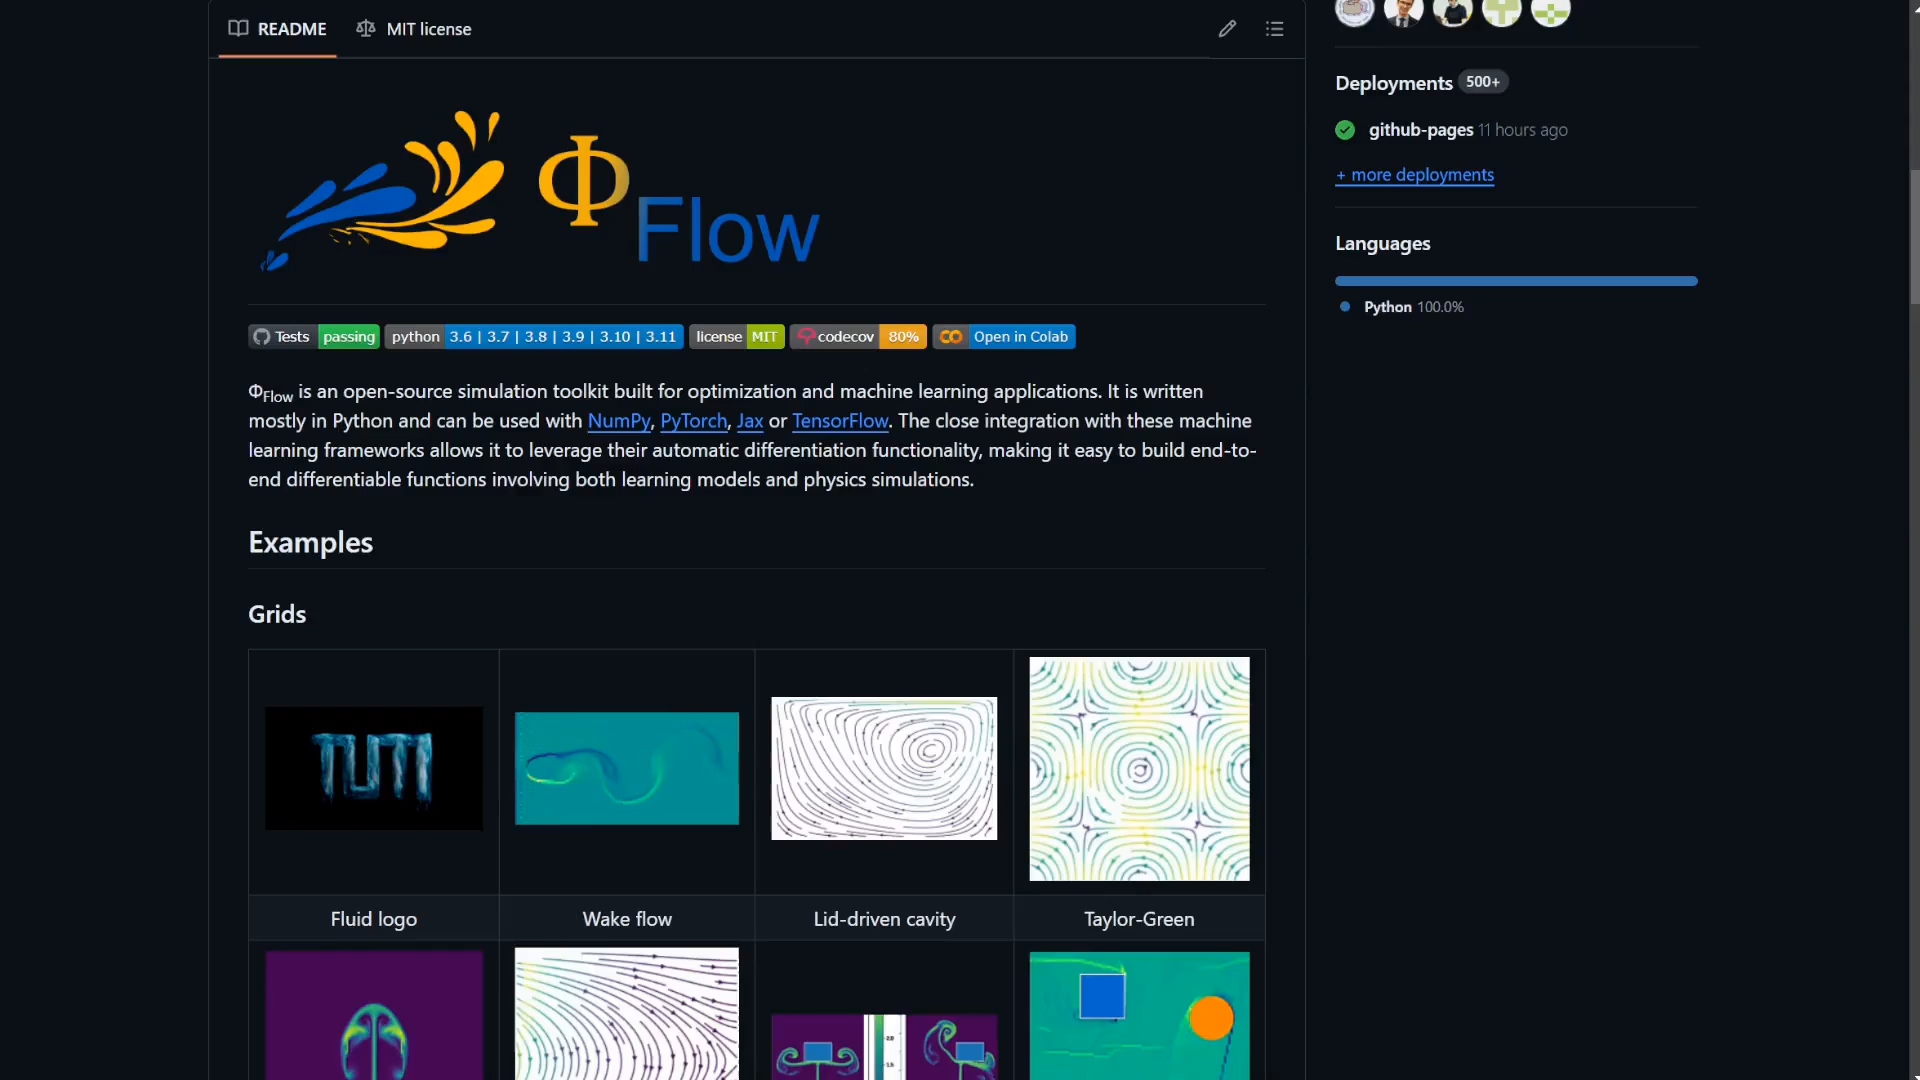 README
MIT license
Deployments 500+
github-pages 11 hours ago
+ more deployments
Languages
Python 100.0%
Φ Flow
Tests passing python 3.6 | 3.7 | 3.8 | 3.9 | 3.10 | 3.11 license MIT codecov 80% Open in Colab
ΦFlow is an open-source simulation toolkit built for optimization and machine learning applications. It is written
mostly in Python and can be used with NumPy, PyTorch, Jax or TensorFlow. The close integration with these machine
learning frameworks allows it to leverage their automatic differentiation functionality, making it easy to build end-to-
end differentiable functions involving both learning models and physics simulations.
Examples
Grids
TUM
Fluid logo Wake flow Lid-driven cavity Taylor-Green